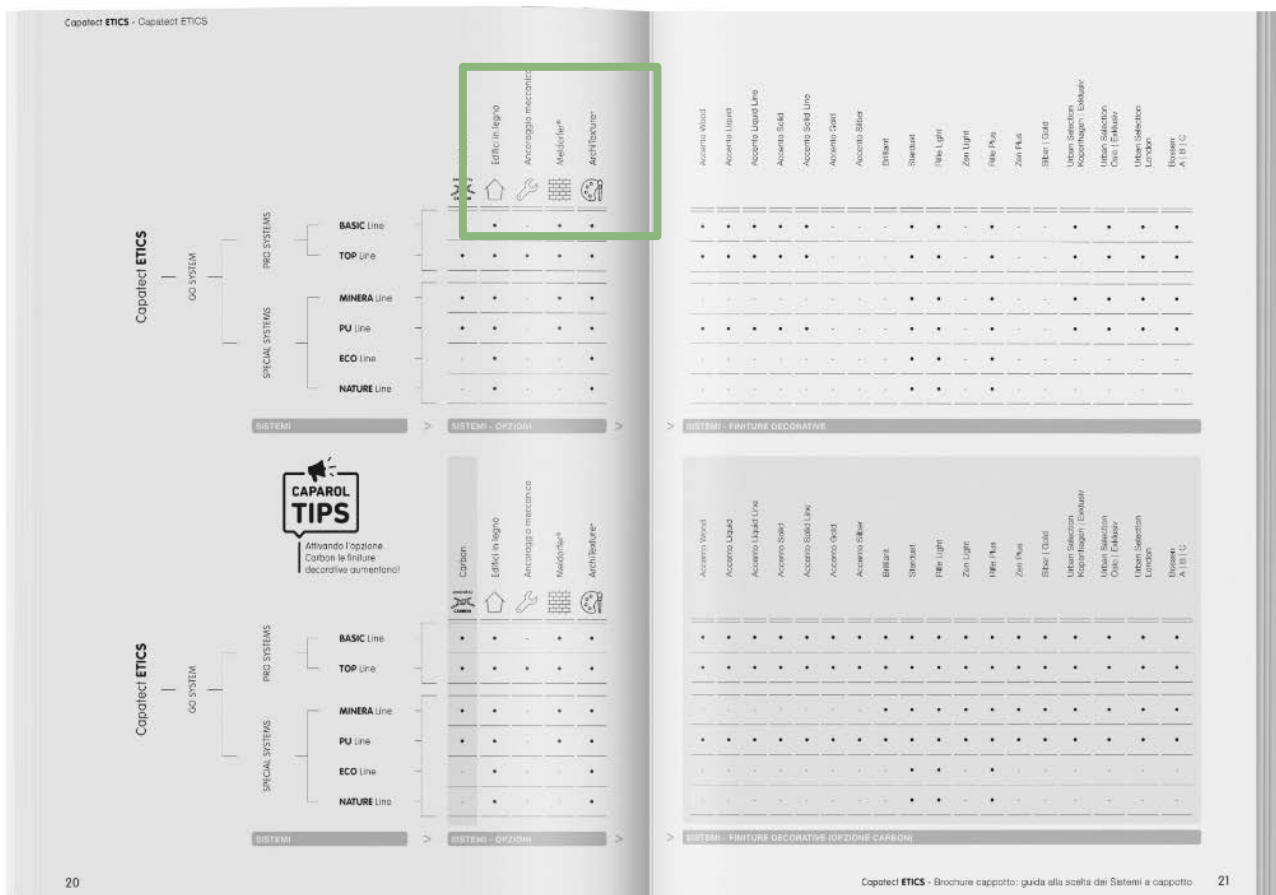 Capatect ETICS - Capatect ETICS
Edifici in legno
Ancoraggio meccanico
Meldorfer®
ArchiTexture®
Accento Wood
Accento Liquid
Accento Liquid Line
Accento Solid
Accento Solid Line
Accento Gold
Accento Silber
Brillant
Stardust
Rilie Light
Zen Light
Rilie Plus
Zen Plus
Silber | Gold
Urban Selection
Kopenhagen | Exklusiv
Urban Selection
Oslo | Exklusiv
Urban Selection
London
Bossen
A | B | C
Capatect ETICS
GO SYSTEM
PRO SYSTEMS
BASIC Line
TOP Line
SPECIAL SYSTEMS
MINERA Line
PU Line
ECO Line
NATURE Line
SISTEMI > SISTEMI - OPZIONI >
> SISTEMI - FINITURE DECORATIVE
CAPAROL
TIPS
Attivando l'opzione
Carbon le finiture
decorative aumentano!
Carbon
Edifici in legno
Ancoraggio meccanico
Meldorfer®
ArchiTexture®
CARBON
Accento Wood
Accento Liquid
Accento Liquid Line
Accento Solid
Accento Solid Line
Accento Gold
Accento Silber
Brillant
Stardust
Rilie Light
Zen Light
Rilie Plus
Zen Plus
Silber | Gold
Urban Selection
Kopenhagen | Exklusiv
Urban Selection
Oslo | Exklusiv
Urban Selection
London
Bossen
A | B | C
Capatect ETICS
GO SYSTEM
PRO SYSTEMS
BASIC Line
TOP Line
SPECIAL SYSTEMS
MINERA Line
PU Line
ECO Line
NATURE Line
SISTEMI > SISTEMI - OPZIONI >
> SISTEMI - FINITURE DECORATIVE (OPZIONE CARBON)
20
Capatect ETICS - Brochure cappotto: guida alla scelta dei Sistemi a cappotto 21